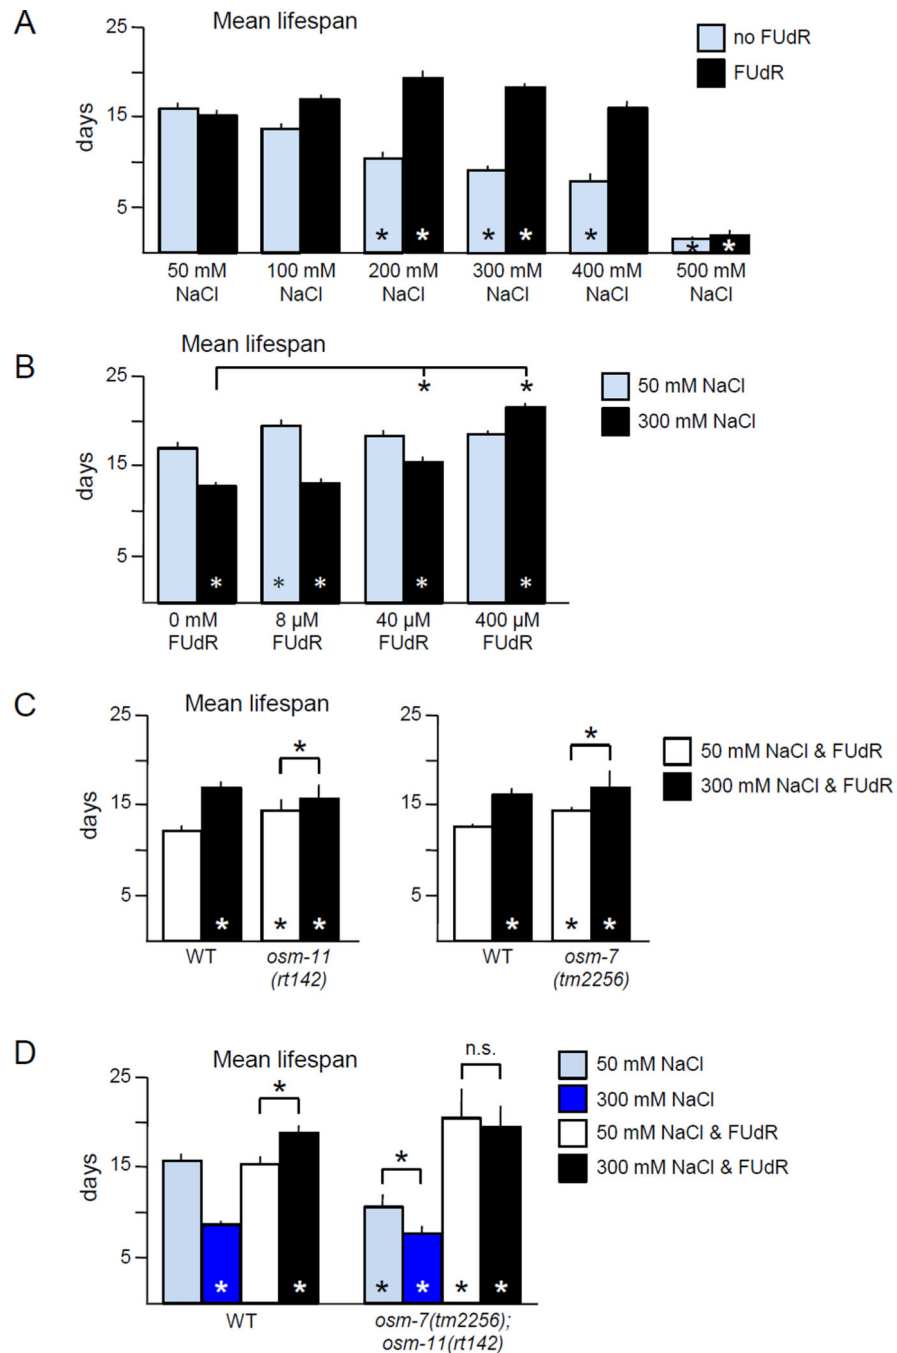 A
Mean lifespan
25
15
5
days
no FUdR
FUdR
* * * * * * *
50 mM 100 mM 200 mM 300 mM 400 mM 500 mM
NaCl NaCl NaCl NaCl NaCl NaCl
B
Mean lifespan
25
15
5
days
* *
50 mM NaCl
300 mM NaCl
* * * * *
0 mM 8 µM 40 µM 400 µM
FUdR FUdR FUdR FUdR
C
Mean lifespan
25
15
5
days
*
* * *
WT osm-11
(rt142)
25
15
5
*
* * *
WT osm-7
(tm2256)
50 mM NaCl & FUdR
300 mM NaCl & FUdR
D
Mean lifespan
25
15
5
days
*
*
n.s.
50 mM NaCl
300 mM NaCl
50 mM NaCl & FUdR
300 mM NaCl & FUdR
* * * * * *
WT osm-7(tm2256);
osm-11(rt142)